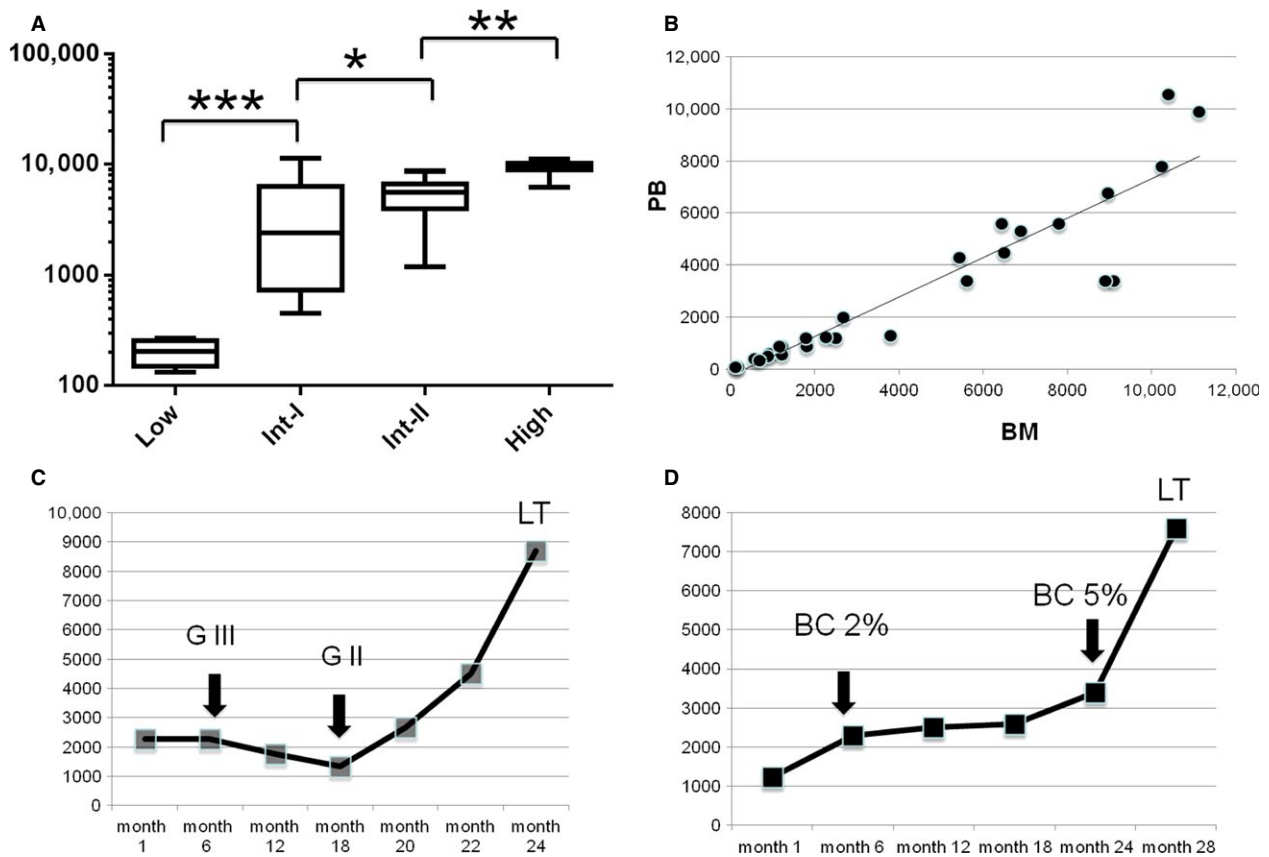 A
100,000
10,000
1000
100
***
*
**
Low
Int-I
Int-II
High
B
PB
12,000
10,000
8000
6000
4000
2000
0
0 2000 4000 6000 8000 10,000 12,000
BM
C
10,000
9000
8000
7000
6000
5000
4000
3000
2000
1000
0
G III
G II
LT
month month month month month month month
1 6 12 18 20 22 24
D
8000
7000
6000
5000
4000
3000
2000
1000
0
BC 2%
BC 5%
LT
month 1 month 6 month 12 month 18 month 24 month 28